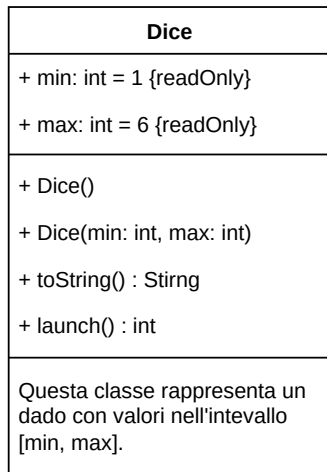 Dice
+ min: int = 1 {readOnly}
+ max: int = 6 {readOnly}
+ Dice()
+ Dice(min: int, max: int)
+ toString() : Stirng
+ launch() : int
Questa classe rappresenta un
dado con valori nell'intevallo
[min, max].